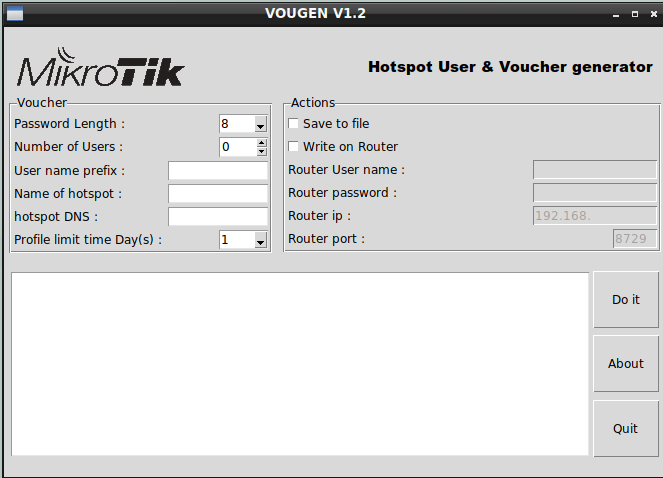 VOUGEN V1.2
MikroTik
Hotspot User & Voucher generator
Voucher
Password Length :
8
Number of Users :
0
User name prefix :
Name of hotspot :
hotspot DNS :
Profile limit time Day(s) :
1
Actions
Save to file
Write on Router
Router User name :
Router password :
Router ip :
192.168.
Router port :
8729
Do it
About
Quit